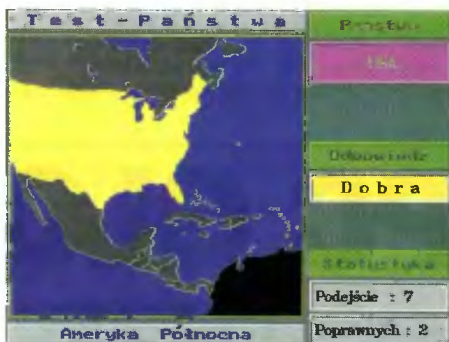 Test-Państwa
Państwo
USA
Odpowiedź
Dobra
Statystyka
Podejście : 7
Poprawnych : 2
Ameryka Północna